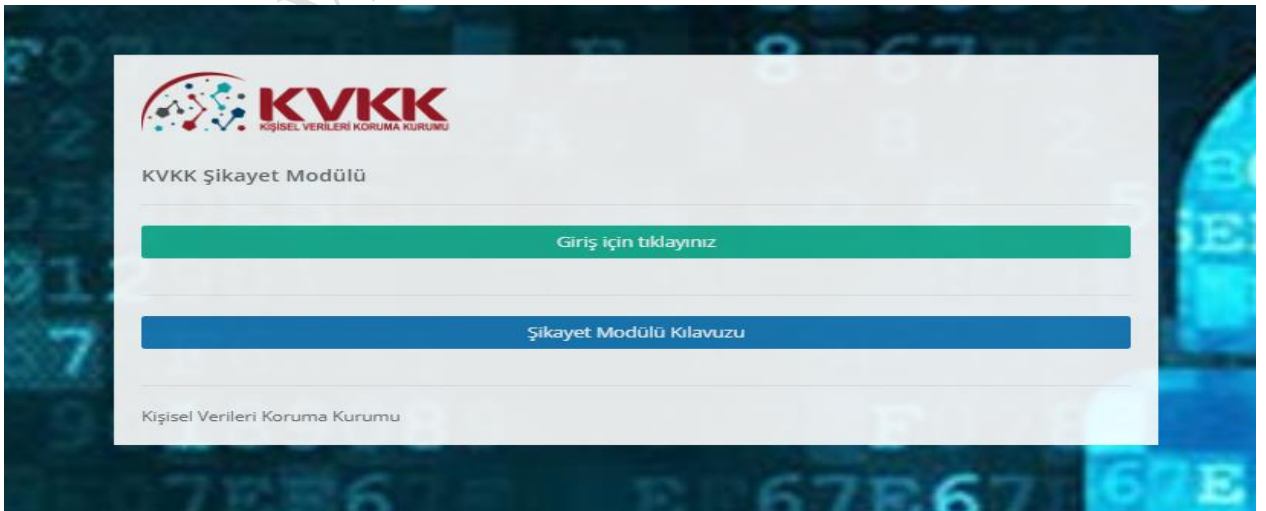 KVKK
KİŞİSEL VERİLERİ KORUMA KURUMU
KVKK Şikayet Modülü
Giriş için tıklayınız
Şikayet Modülü Kılavuzu
Kişisel Verileri Koruma Kurumu